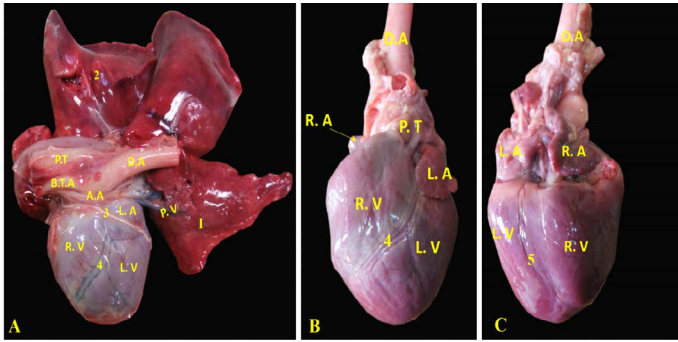 2
P.T
D.A
B.T.A
A.A
3
L.A
P. V
1
R. V
4
L. V
A
D.A
R. A
P. T
L. A
R. V
4
L. V
B
D.A
L. A
R. A
L. V
R. V
5
C